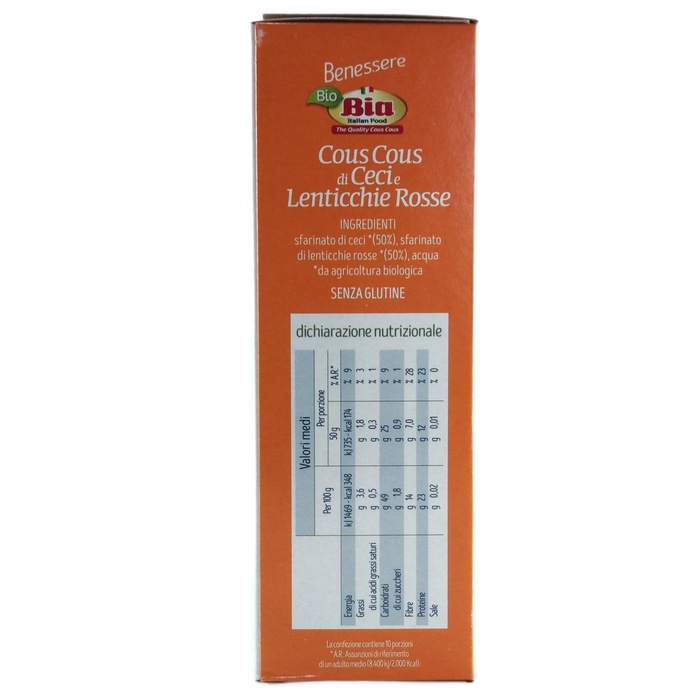 Benessere
Bio
Bia
Italian Food
The Quality Cous Cous
Cous Cous
di Ceci e
Lenticchie Rosse
INGREDIENTI
sfarinato di ceci *(50%), sfarinato
di lenticchie rosse *(50%), acqua
*da agricoltura biologica
SENZA GLUTINE
dichiarazione nutrizionale
Valori medi
Per 100 g Per porzione
50 g % A.R.*
Energia kJ 1469 - kcal 348 kJ 735 - kcal 174 % 9
Grassi g 3,6 g 1,8 % 3
di cui acidi grassi saturi g 0,5 g 0,3 % 1
Carboidrati g 49 g 25 % 9
di cui zuccheri g 1,8 g 0,9 % 1
Fibre g 14 g 7,0 % 28
Proteine g 23 g 12 % 23
Sale g 0,02 g 0,01 % 0
La confezione contiene 10 porzioni
* A.R.: Assunzioni di riferimento
di un adulto medio (8.400 kJ/2.000 Kcal).